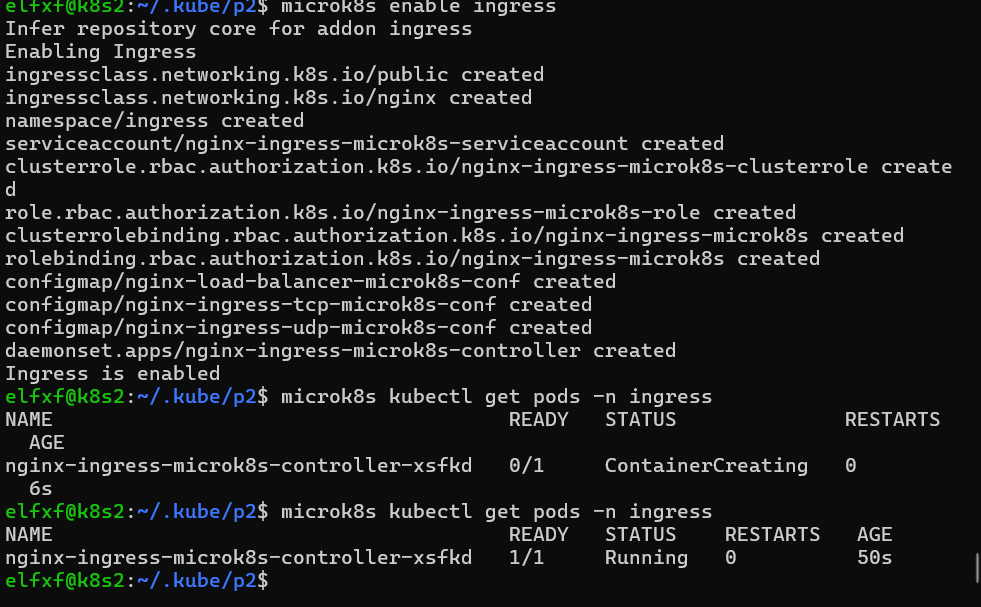 elfxf@k8s2:~/.kube/p2$ microk8s enable ingress
Infer repository core for addon ingress
Enabling Ingress
ingressclass.networking.k8s.io/public created
ingressclass.networking.k8s.io/nginx created
namespace/ingress created
serviceaccount/nginx-ingress-microk8s-serviceaccount created
clusterrole.rbac.authorization.k8s.io/nginx-ingress-microk8s-clusterrole create
d
role.rbac.authorization.k8s.io/nginx-ingress-microk8s-role created
clusterrolebinding.rbac.authorization.k8s.io/nginx-ingress-microk8s created
rolebinding.rbac.authorization.k8s.io/nginx-ingress-microk8s created
configmap/nginx-load-balancer-microk8s-conf created
configmap/nginx-ingress-tcp-microk8s-conf created
configmap/nginx-ingress-udp-microk8s-conf created
daemonset.apps/nginx-ingress-microk8s-controller created
Ingress is enabled
elfxf@k8s2:~/.kube/p2$ microk8s kubectl get pods -n ingress
NAME                                      READY   STATUS              RESTARTS
  AGE
nginx-ingress-microk8s-controller-xsfkd   0/1     ContainerCreating   0
  6s
elfxf@k8s2:~/.kube/p2$ microk8s kubectl get pods -n ingress
NAME                                      READY   STATUS    RESTARTS   AGE
nginx-ingress-microk8s-controller-xsfkd   1/1     Running   0          50s
elfxf@k8s2:~/.kube/p2$